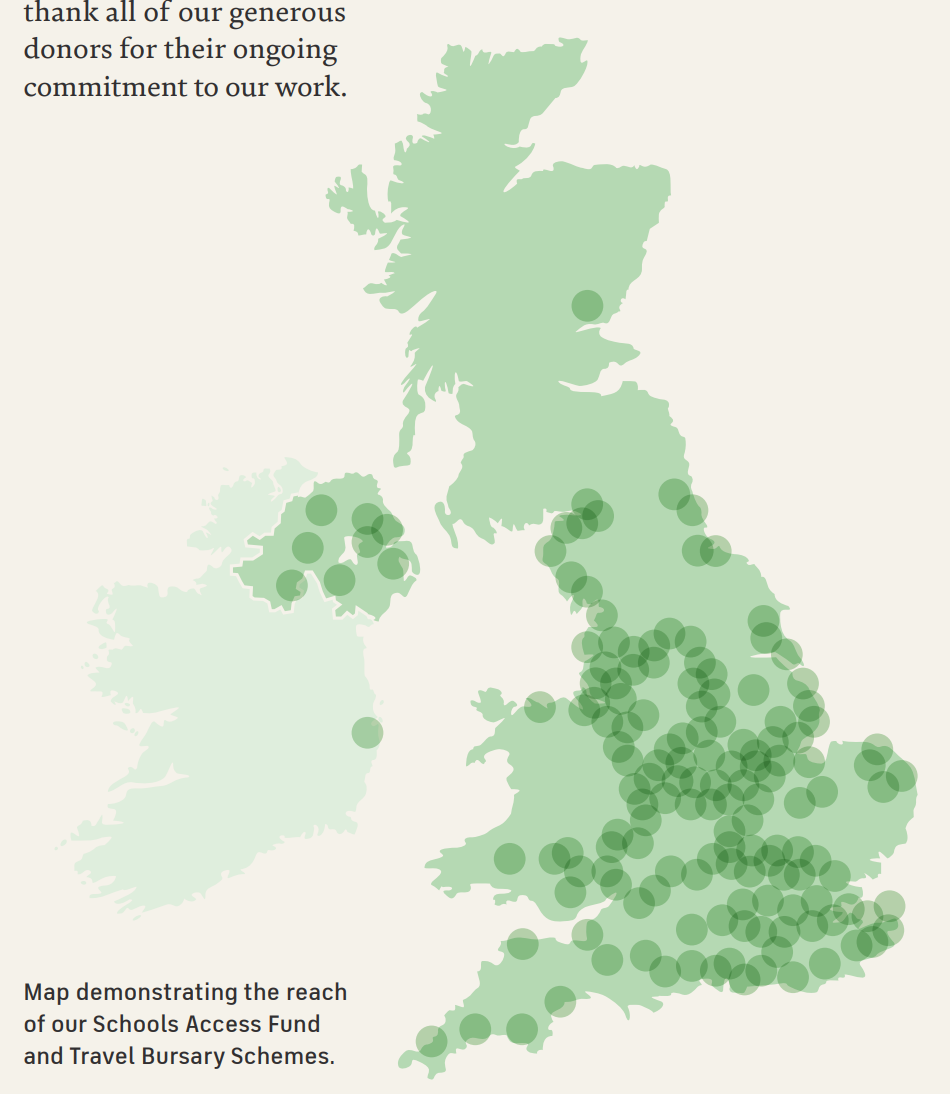 thank all of our generous
donors for their ongoing
commitment to our work.
Map demonstrating the reach
of our Schools Access Fund
and Travel Bursary Schemes.